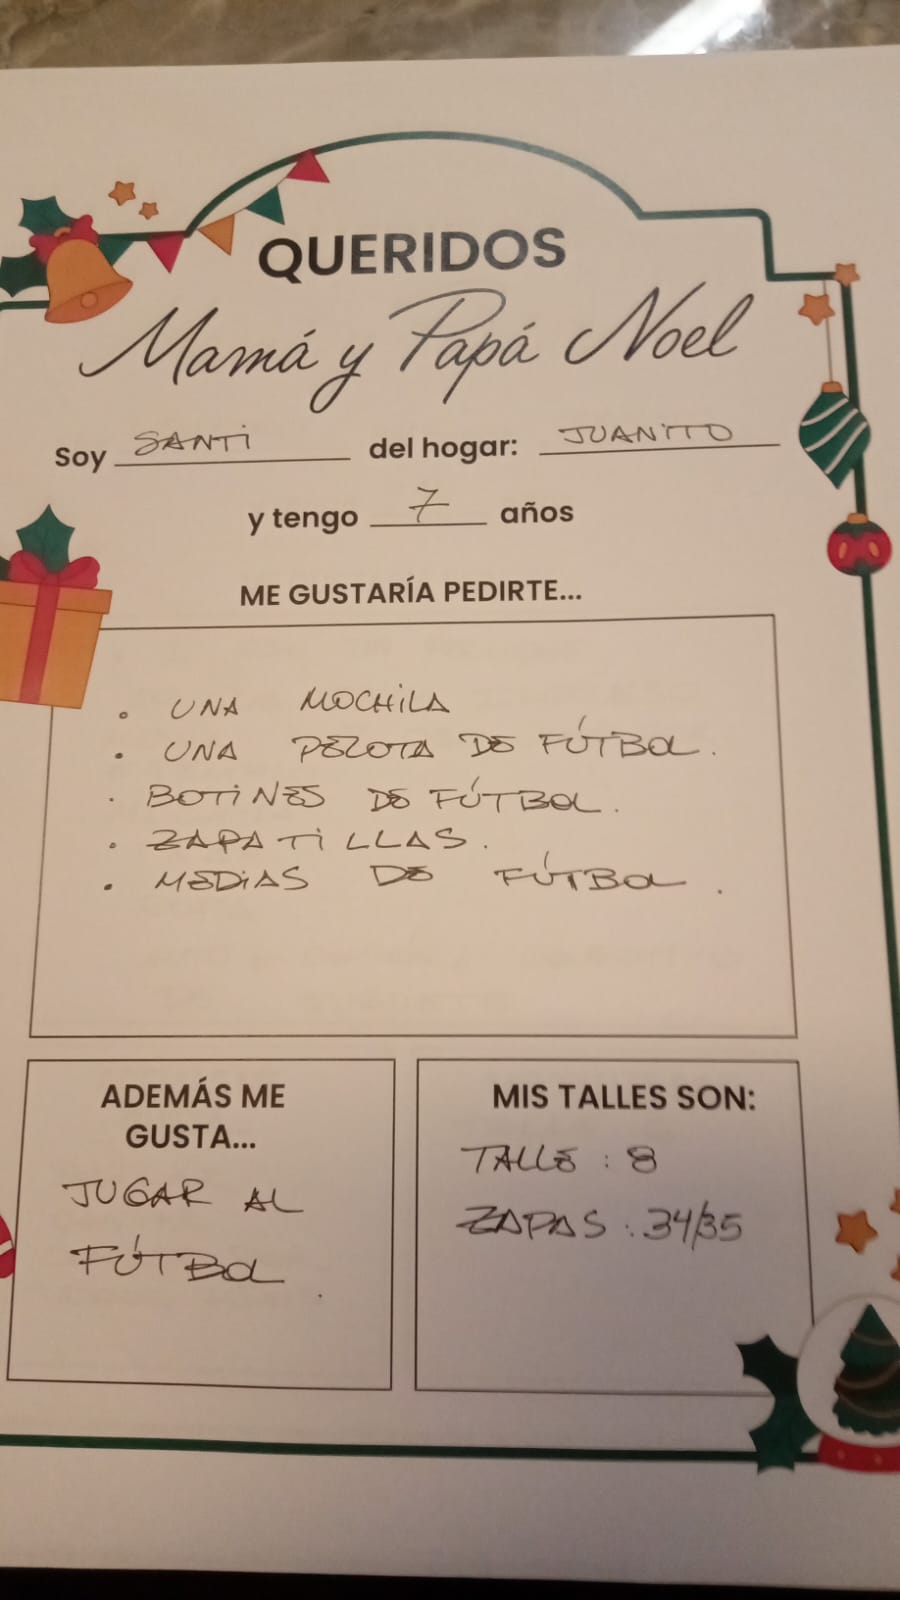 QUERIDOS
Mamá y Papá Noel
Soy SANTI del hogar: JUANITO
y tengo 7 años
ME GUSTARÍA PEDIRTE...
• UNA MOCHILA
• UNA PELOTA DE FÚTBOL.
• BOTINES DE FÚTBOL.
• ZAPATILLAS.
• MEDIAS DE FÚTBOL.
ADEMÁS ME
GUSTA...
JUGAR AL
FÚTBOL.
MIS TALLES SON:
TALLE: 8
ZAPAS: 34/35